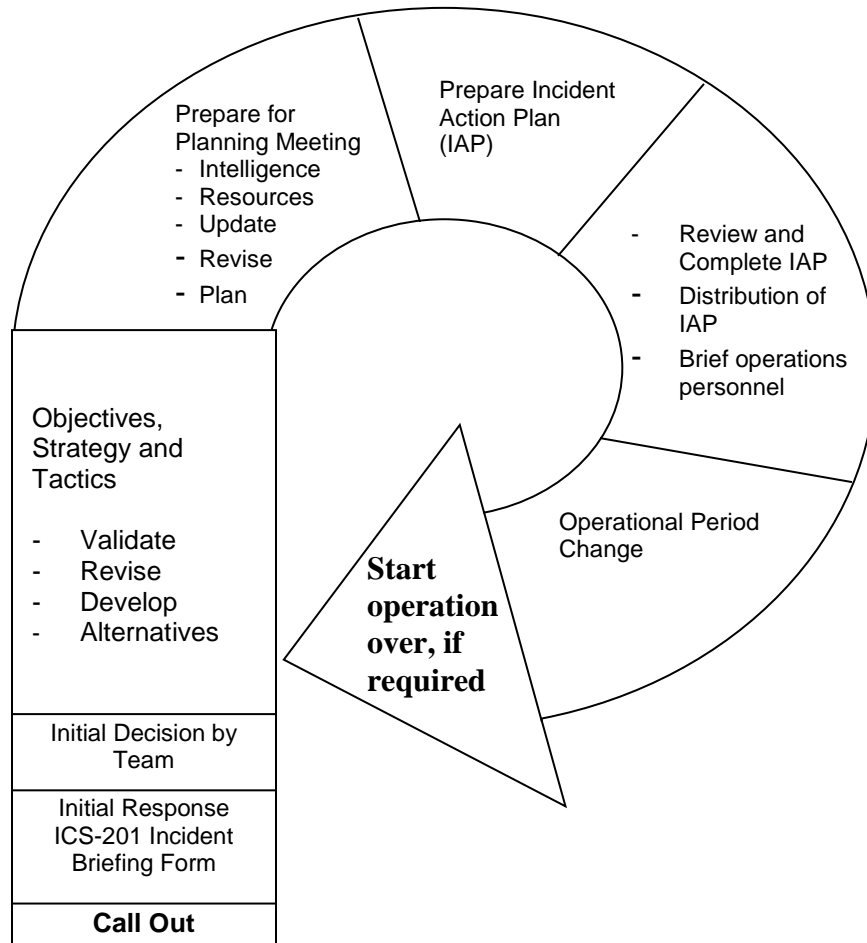 Prepare for
Planning Meeting
- Intelligence
- Resources
- Update
- Revise
- Plan
Prepare Incident
Action Plan
(IAP)
- Review and
Complete IAP
- Distribution of
IAP
- Brief operations
personnel
Operational Period
Change
Start
operation
over, if
required
Objectives,
Strategy and
Tactics
- Validate
- Revise
- Develop
- Alternatives
Initial Decision by
Team
Initial Response
ICS-201 Incident
Briefing Form
Call Out